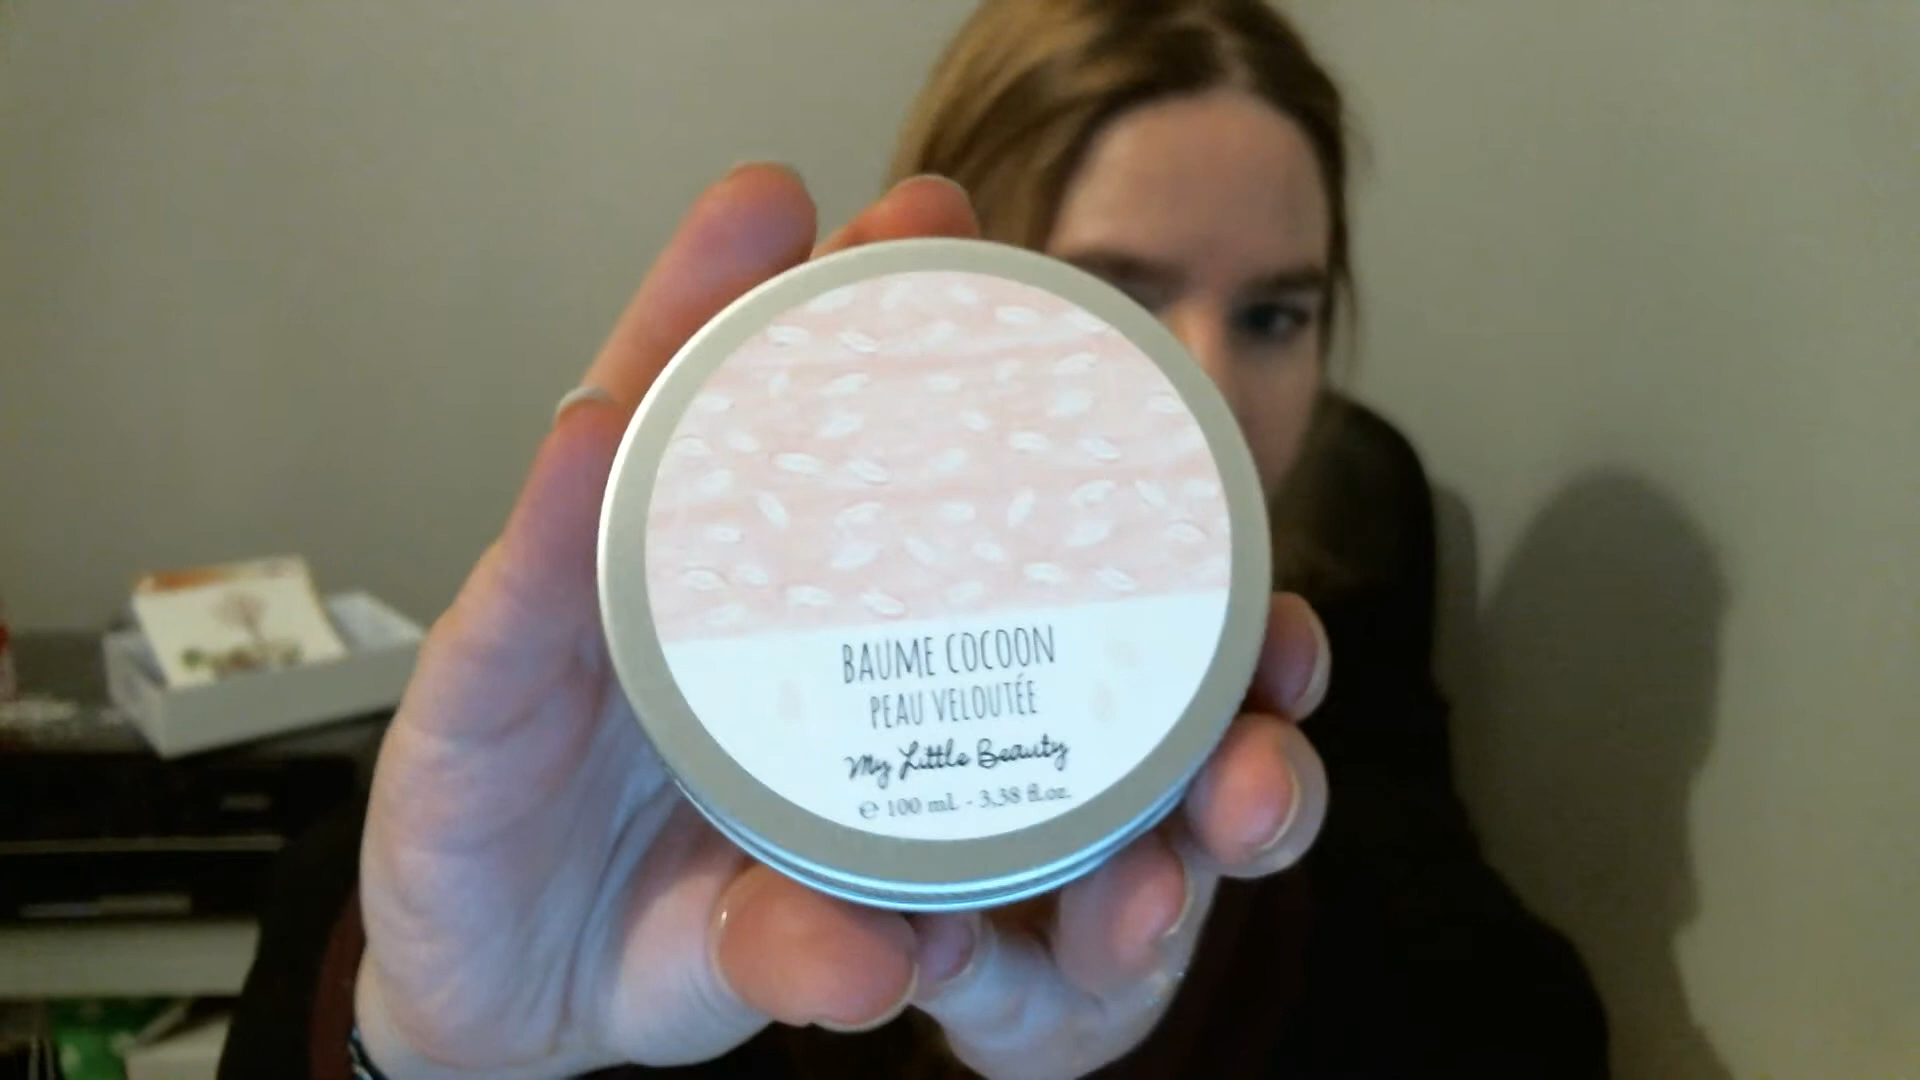 BAUME COCOON
PEAU VELOUTÉE
My Little Beauty
℮ 100 mL - 3.38 fl.oz.